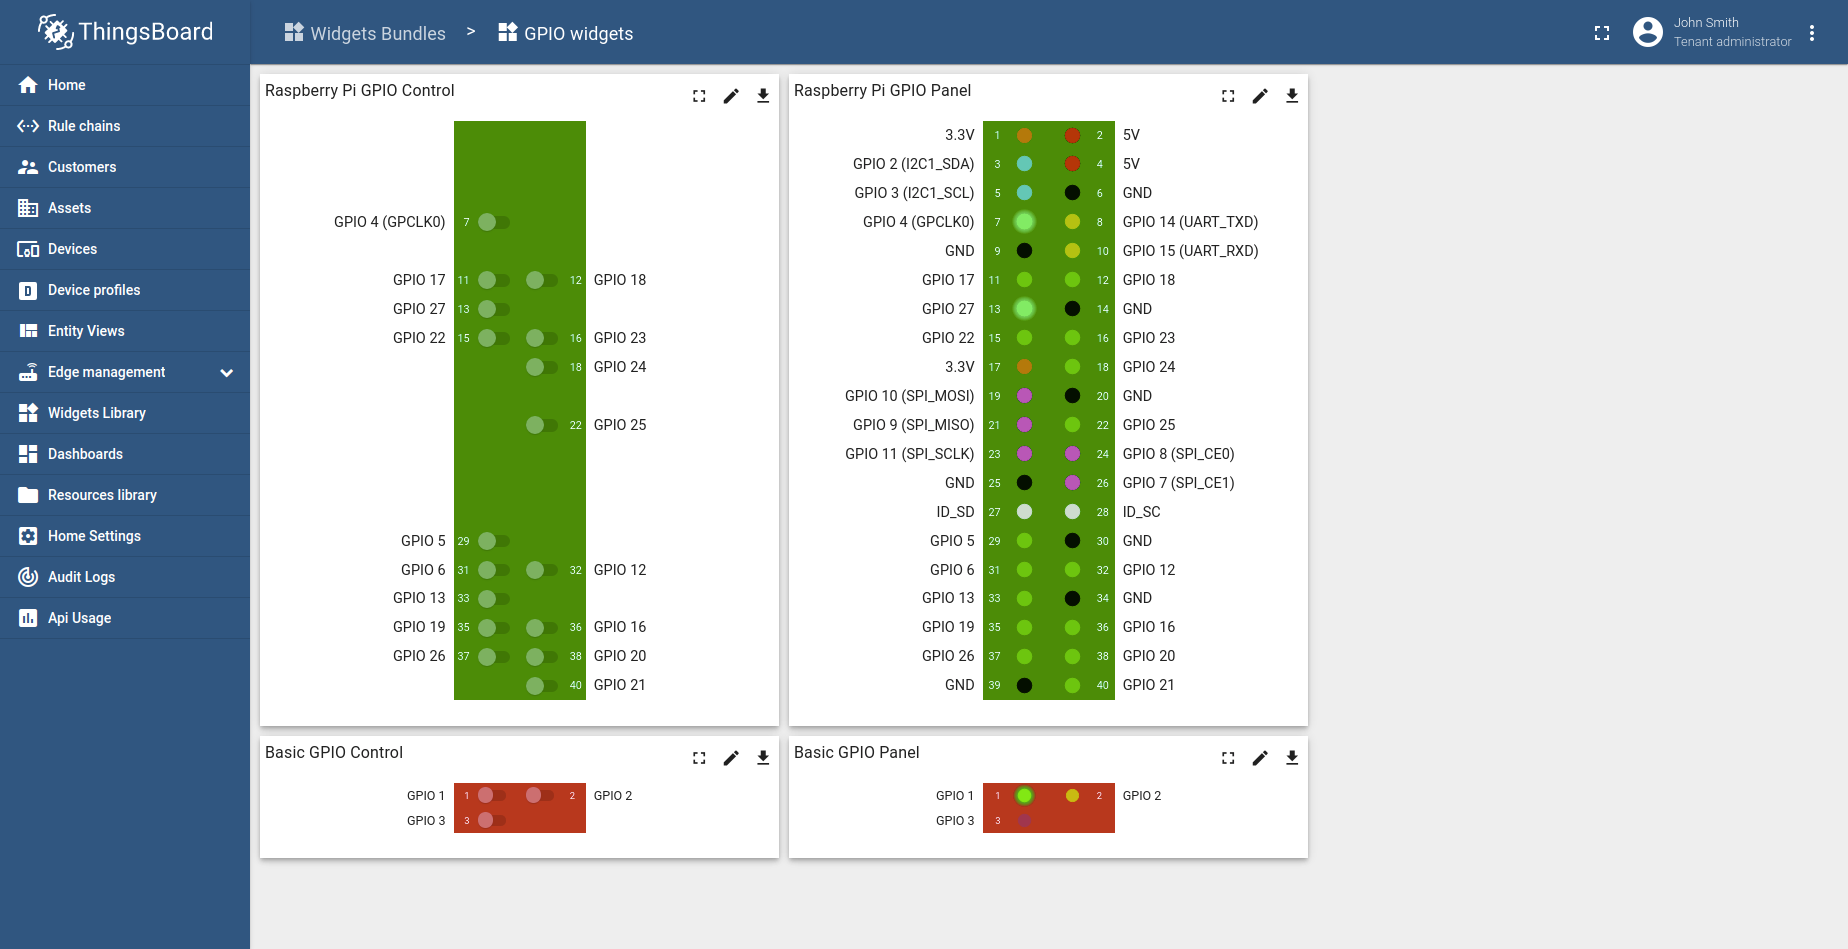 ThingsBoard
Widgets Bundles > GPIO widgets
John Smith
Tenant administrator
Home
Rule chains
Customers
Assets
Devices
Device profiles
Entity Views
Edge management
Widgets Library
Dashboards
Resources library
Home Settings
Audit Logs
Api Usage
Raspberry Pi GPIO Control
GPIO 4 (GPCLK0) 7
GPIO 17 11 12 GPIO 18
GPIO 27 13
GPIO 22 15 16 GPIO 23
18 GPIO 24
22 GPIO 25
GPIO 5 29
GPIO 6 31 32 GPIO 12
GPIO 13 33
GPIO 19 35 36 GPIO 16
GPIO 26 37 38 GPIO 20
40 GPIO 21
Raspberry Pi GPIO Panel
3.3V 1 2 5V
GPIO 2 (I2C1_SDA) 3 4 5V
GPIO 3 (I2C1_SCL) 5 6 GND
GPIO 4 (GPCLK0) 7 8 GPIO 14 (UART_TXD)
GND 9 10 GPIO 15 (UART_RXD)
GPIO 17 11 12 GPIO 18
GPIO 27 13 14 GND
GPIO 22 15 16 GPIO 23
3.3V 17 18 GPIO 24
GPIO 10 (SPI_MOSI) 19 20 GND
GPIO 9 (SPI_MISO) 21 22 GPIO 25
GPIO 11 (SPI_SCLK) 23 24 GPIO 8 (SPI_CE0)
GND 25 26 GPIO 7 (SPI_CE1)
ID_SD 27 28 ID_SC
GPIO 5 29 30 GND
GPIO 6 31 32 GPIO 12
GPIO 13 33 34 GND
GPIO 19 35 36 GPIO 16
GPIO 26 37 38 GPIO 20
GND 39 40 GPIO 21
Basic GPIO Control
GPIO 1 1 2 GPIO 2
GPIO 3 3
Basic GPIO Panel
GPIO 1 1 2 GPIO 2
GPIO 3 3